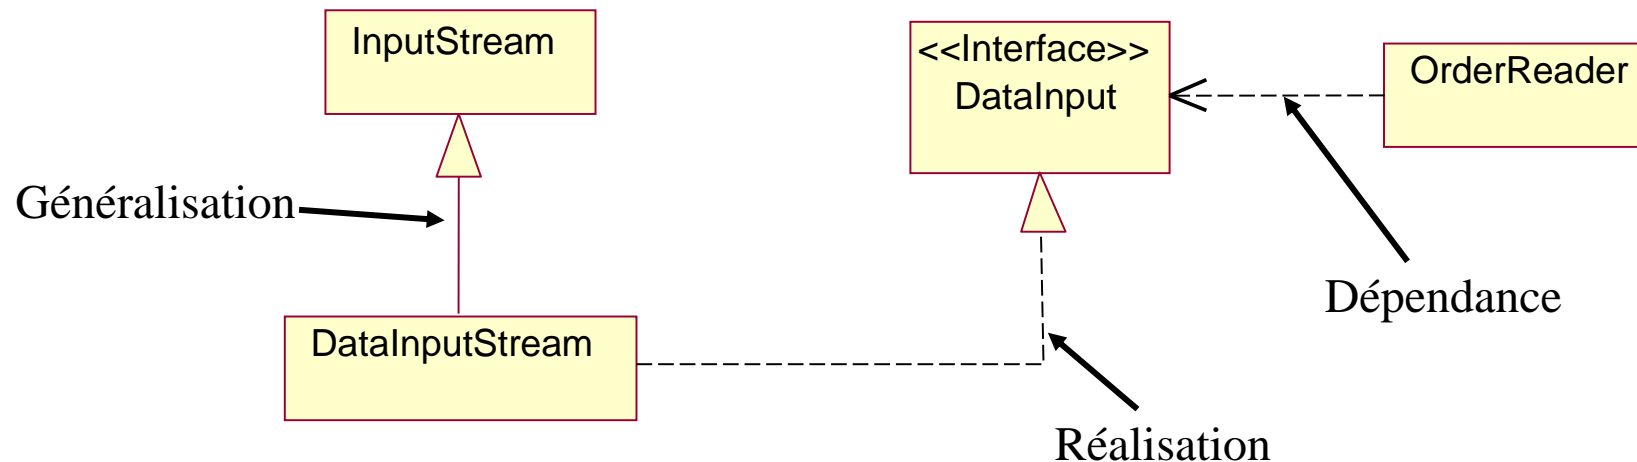 InputStream
<<Interface>>
DataInput
OrderReader
Généralisation
Dépendance
DataInputStream
Réalisation